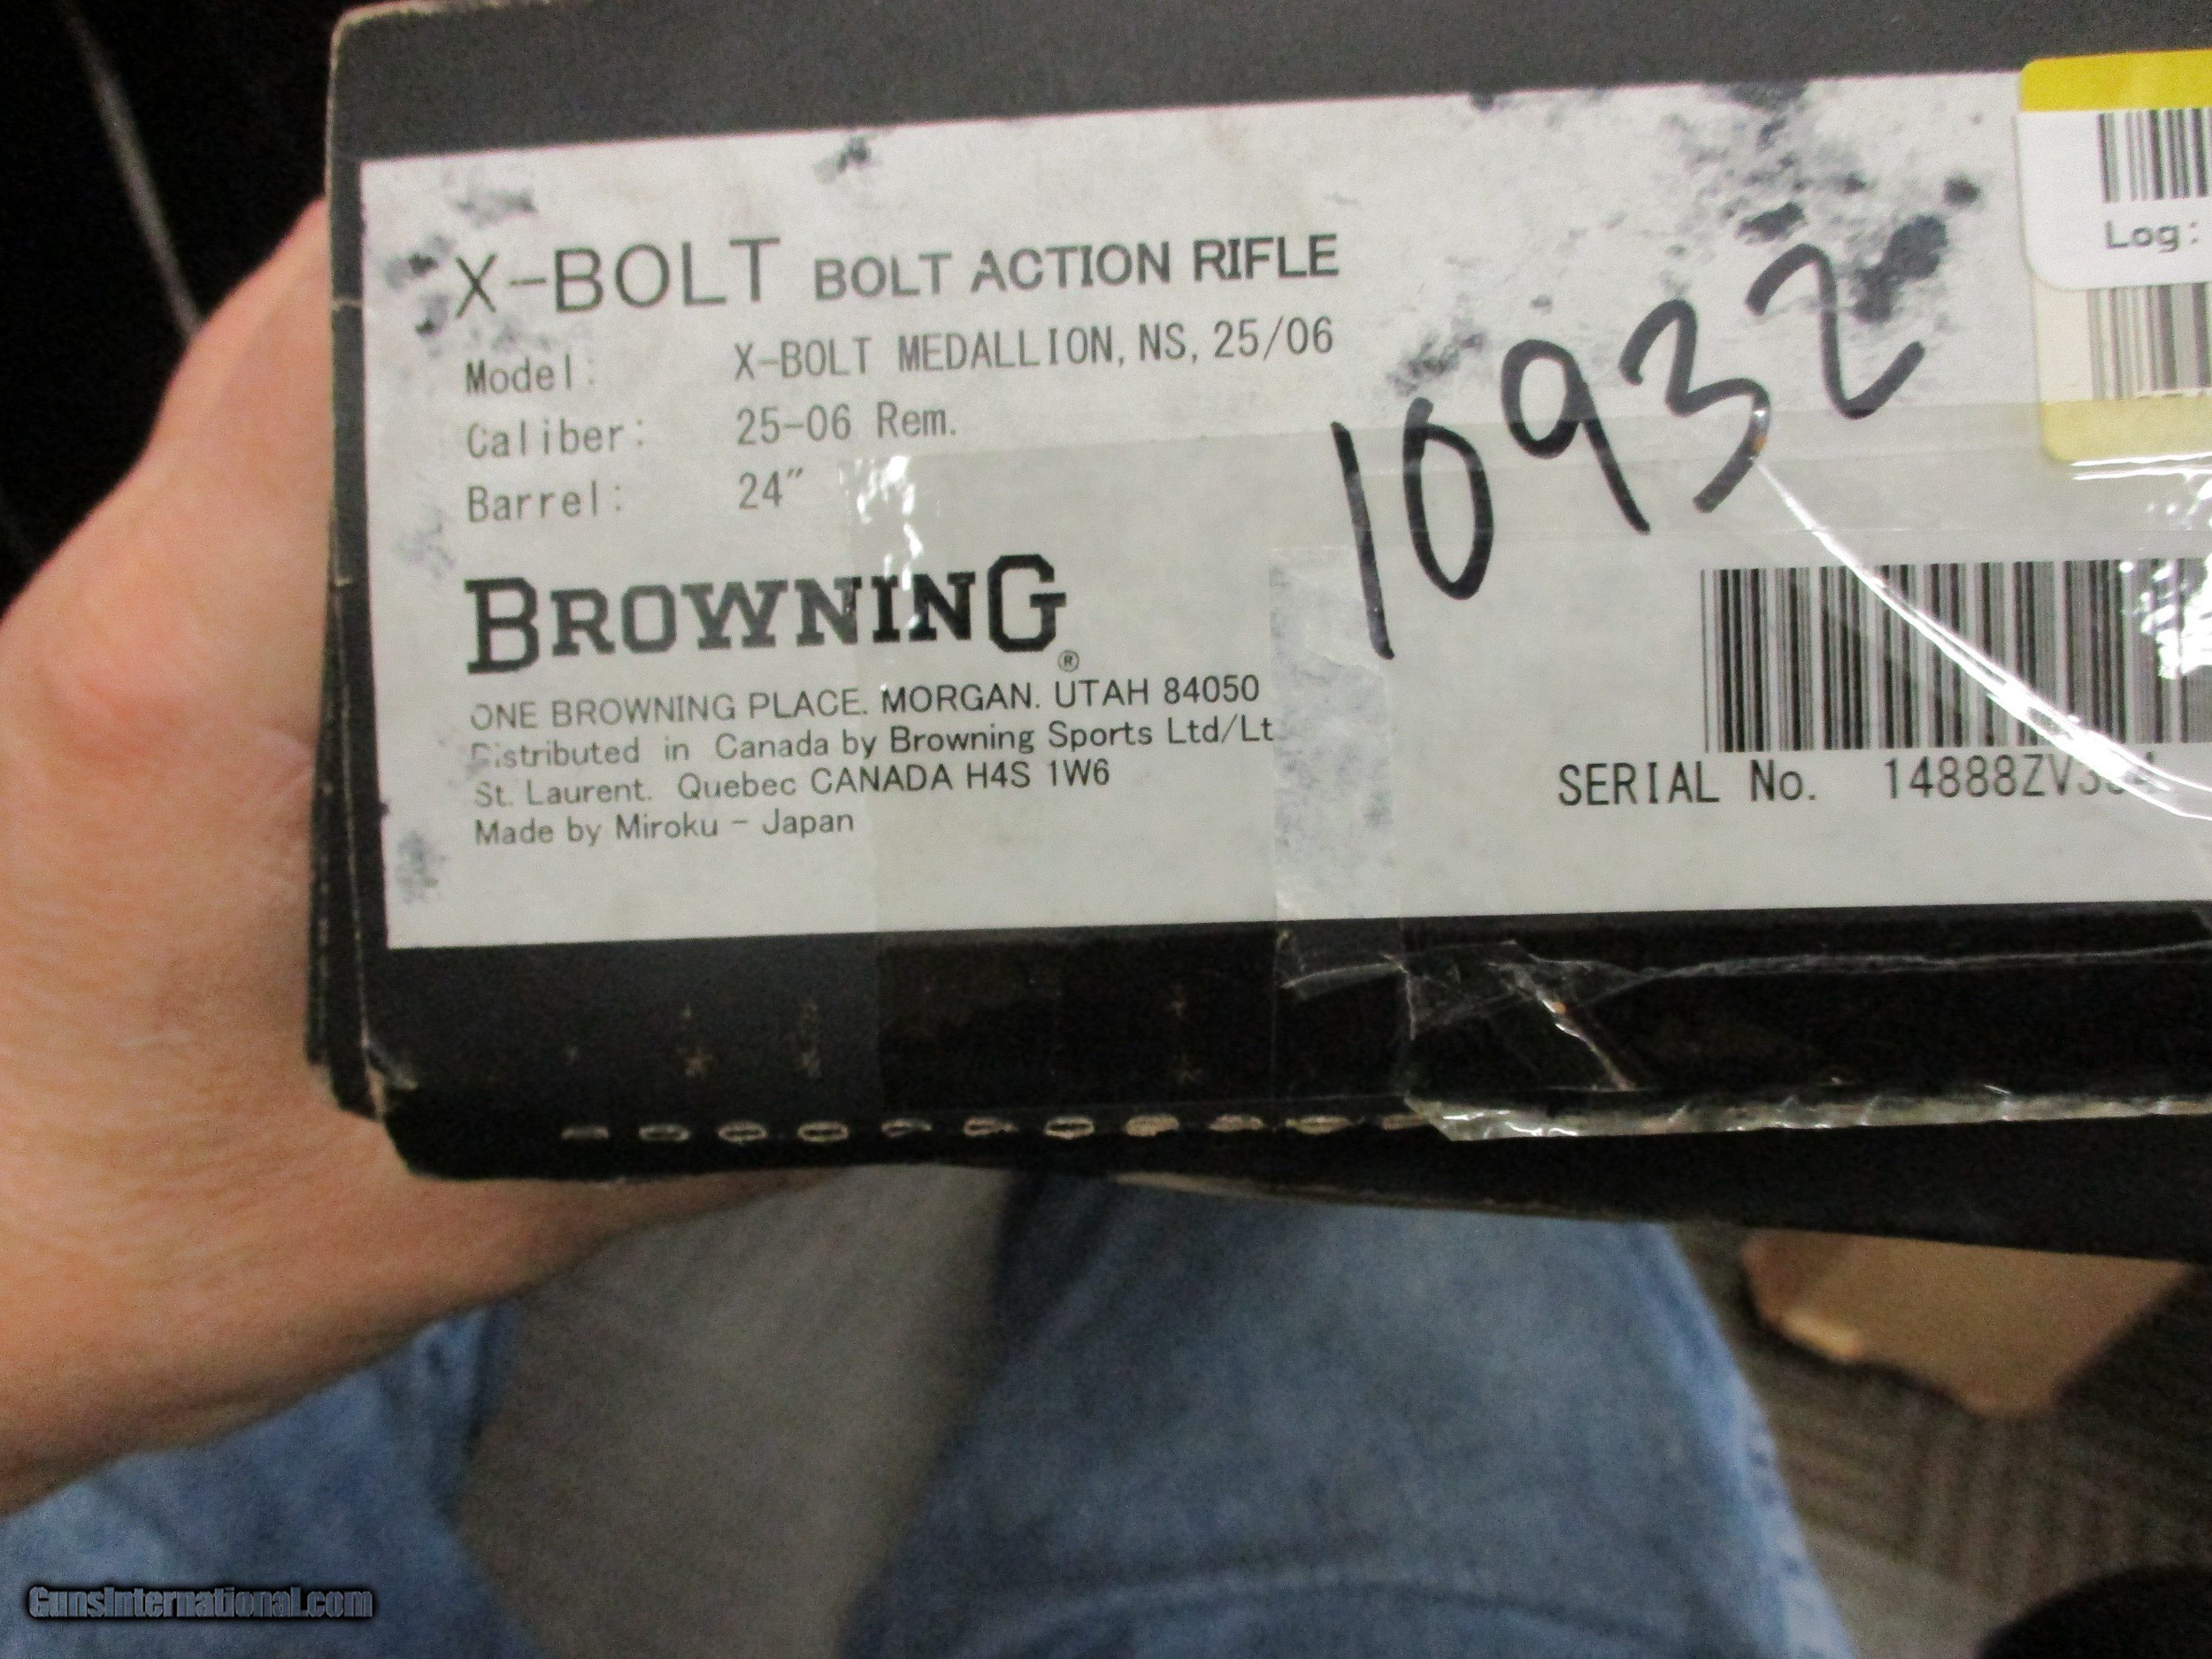 X-BOLT BOLT ACTION RIFLE
Model: X-BOLT MEDALLION, NS, 25/06
Caliber: 25-06 Rem.
Barrel: 24"
10932
Log:
BROWNING®
ONE BROWNING PLACE. MORGAN. UTAH 84050
Distributed in Canada by Browning Sports Ltd/Lt
St. Laurent. Quebec CANADA H4S 1W6
Made by Miroku - Japan
SERIAL No.
GunsInternational.com